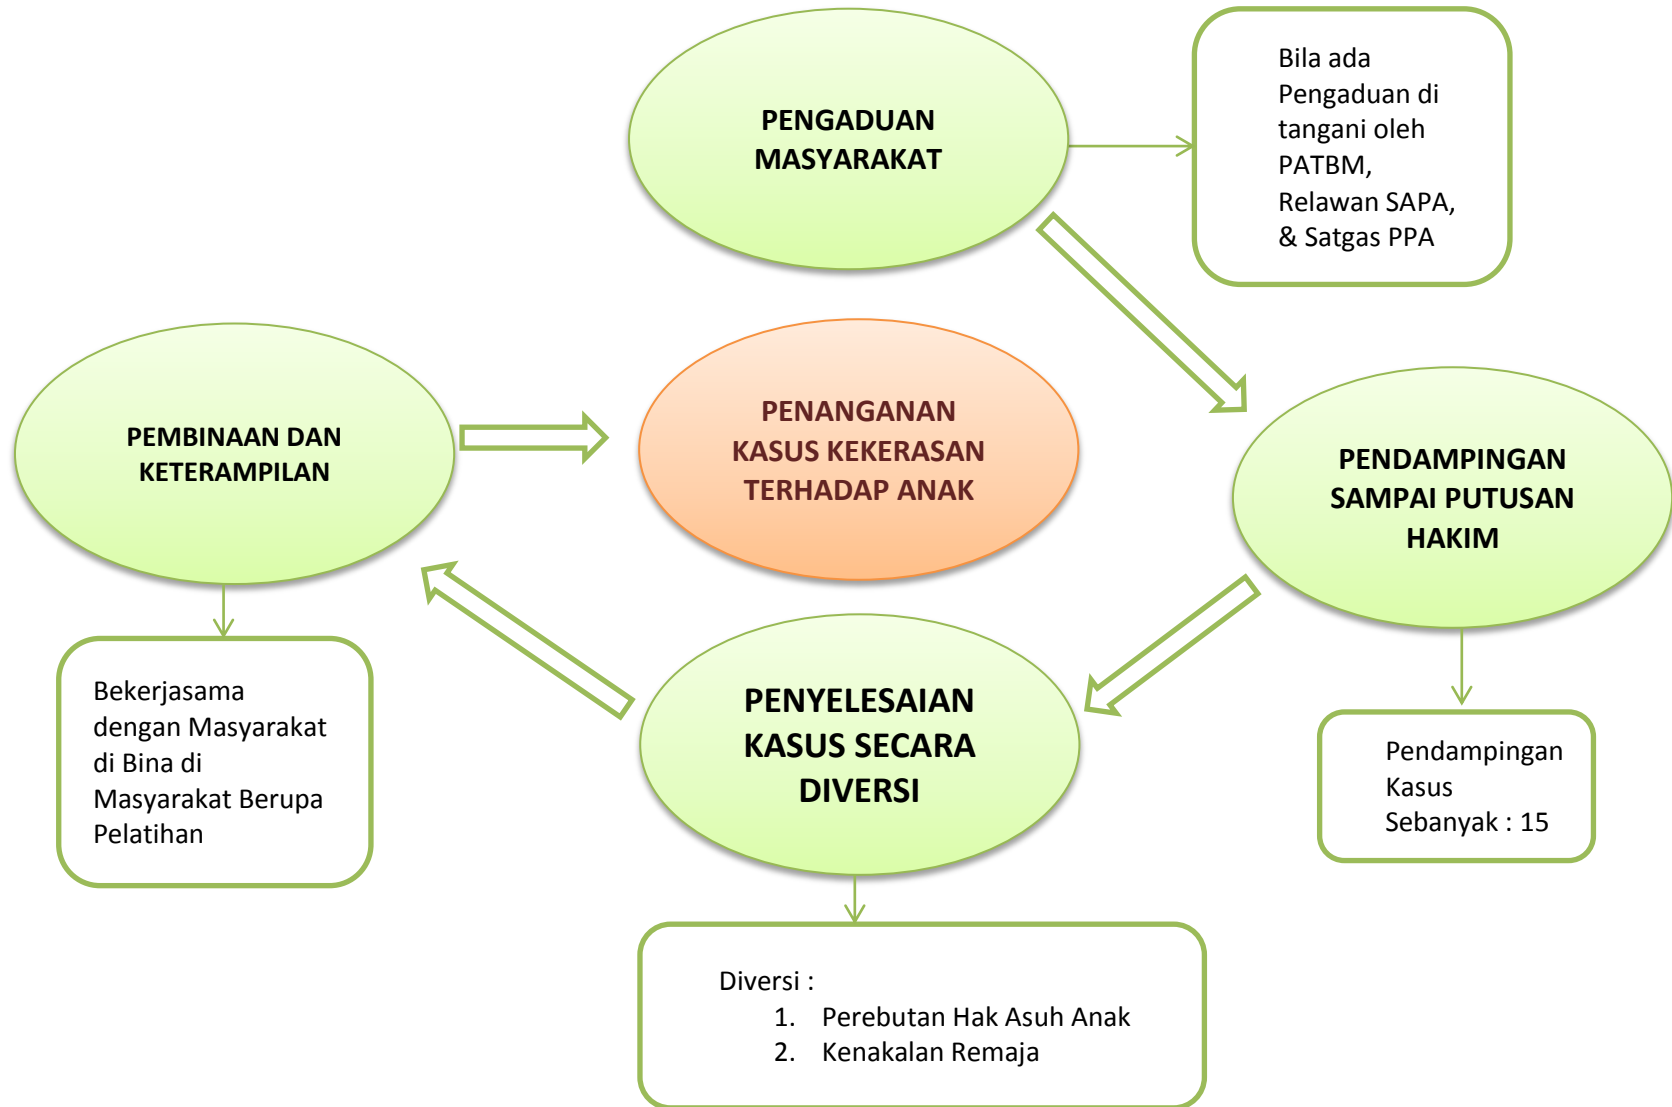 PENGADUAN
MASYARAKAT
Bila ada
Pengaduan di
tangani oleh
PATBM,
Relawan SAPA,
& Satgas PPA
PEMBINAAN DAN
KETERAMPILAN
PENANGANAN
KASUS KEKERASAN
TERHADAP ANAK
PENDAMPINGAN
SAMPAI PUTUSAN
HAKIM
Bekerjasama
dengan Masyarakat
di Bina di
Masyarakat Berupa
Pelatihan
PENYELESAIAN
KASUS SECARA
DIVERSI
Pendampingan
Kasus
Sebanyak : 15
Diversi :
1. Perebutan Hak Asuh Anak
2. Kenakalan Remaja